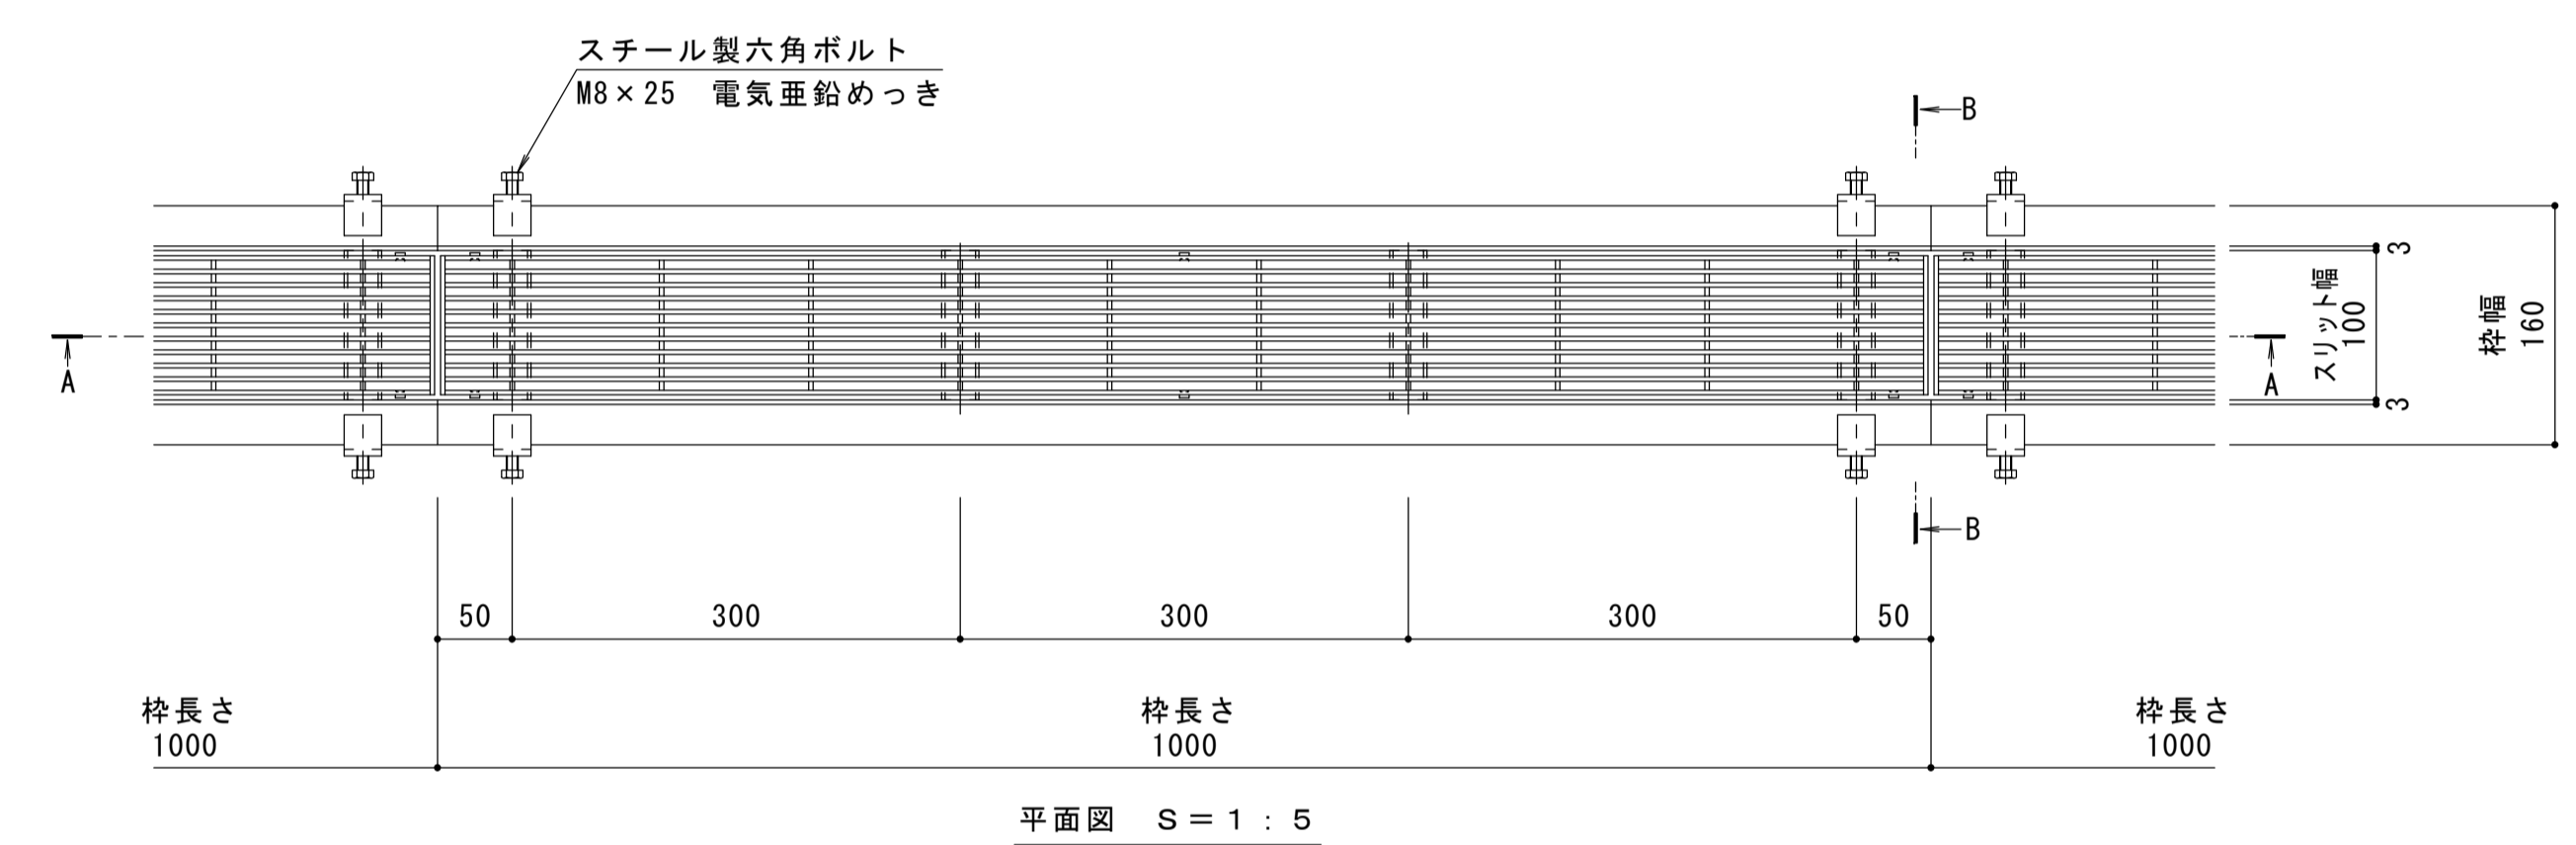 スチール製六角ボルト
M8×25　電気亜鉛めっき
B
3
スリット幅
100
枠幅
160
A
A
3
B
50
300
300
300
50
枠長さ
1000
枠長さ
1000
枠長さ
1000
平面図　S＝1：5